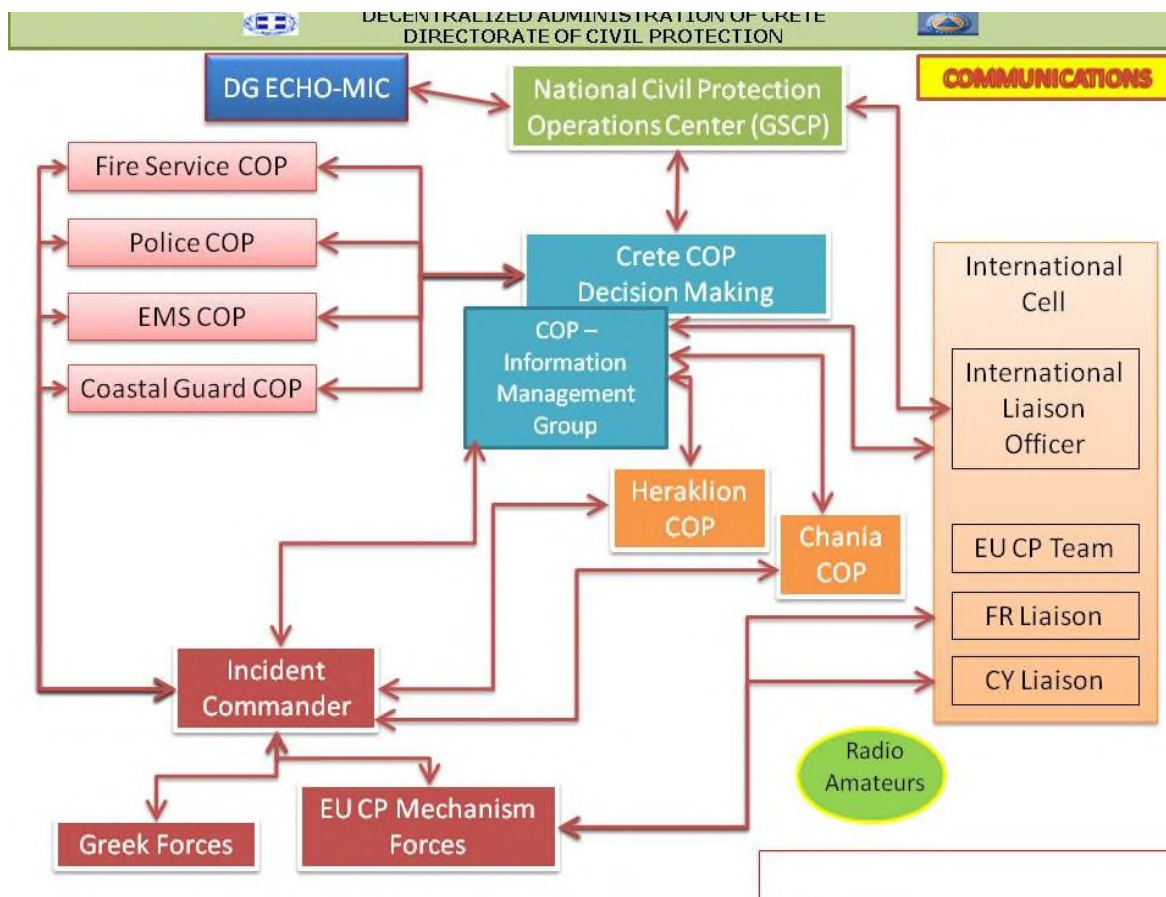 DECENTRALIZED ADMINISTRATION OF CRETE
DIRECTORATE OF CIVIL PROTECTION
DG ECHO-MIC
National Civil Protection
Operations Center (GSCP)
COMMUNICATIONS
Fire Service COP
Police COP
EMS COP
Coastal Guard COP
Crete COP
Decision Making
COP –
Information
Management
Group
International
Cell
International
Liaison
Officer
Heraklion
COP
Chania
COP
EU CP Team
FR Liaison
CY Liaison
Incident
Commander
Radio
Amateurs
Greek Forces
EU CP Mechanism
Forces